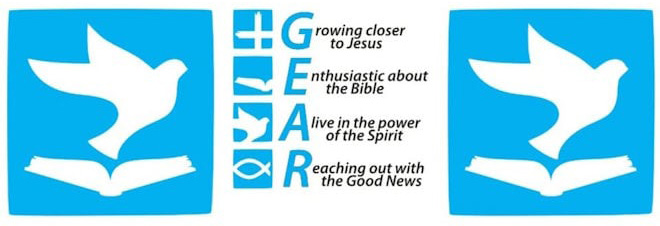 Growing closer
to Jesus
Enthusiastic about
the Bible
Alive in the power
of the Spirit
Reaching out with
the Good News